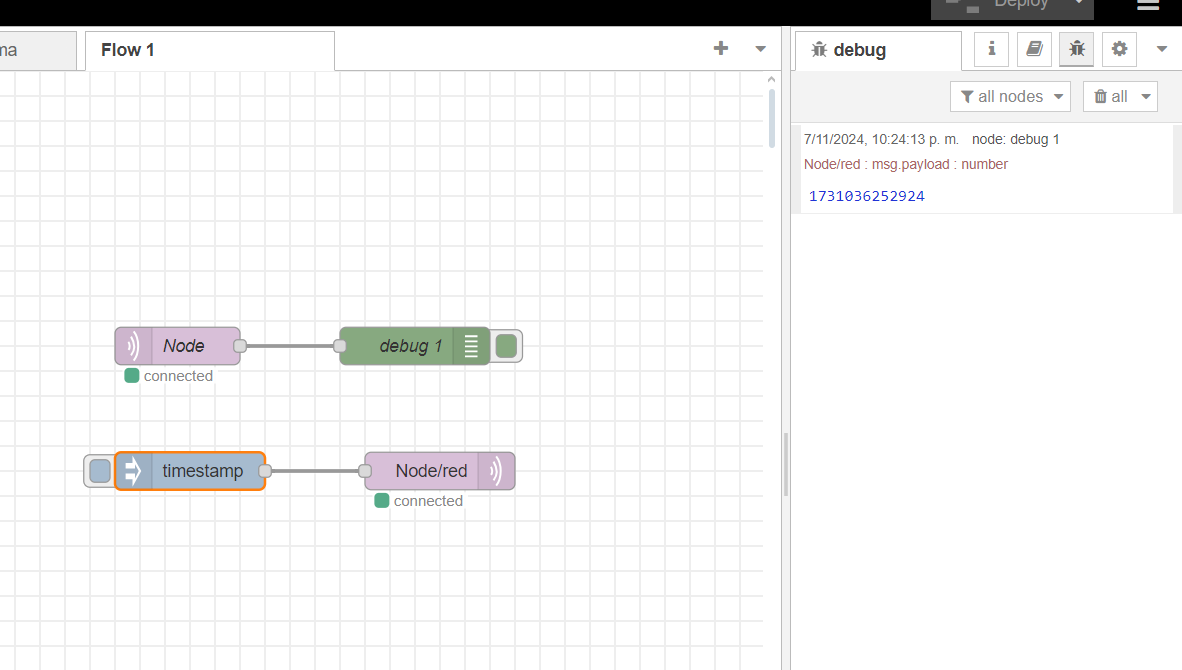 Deploy
ma
Flow 1
debug
i
all nodes
all
7/11/2024, 10:24:13 p. m. node: debug 1
Node/red : msg.payload : number
1731036252924
Node
debug 1
connected
timestamp
Node/red
connected